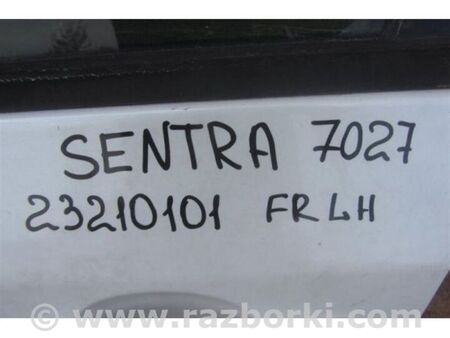 SENTRA 7027
23210101 FR LH
© www.razborki.com